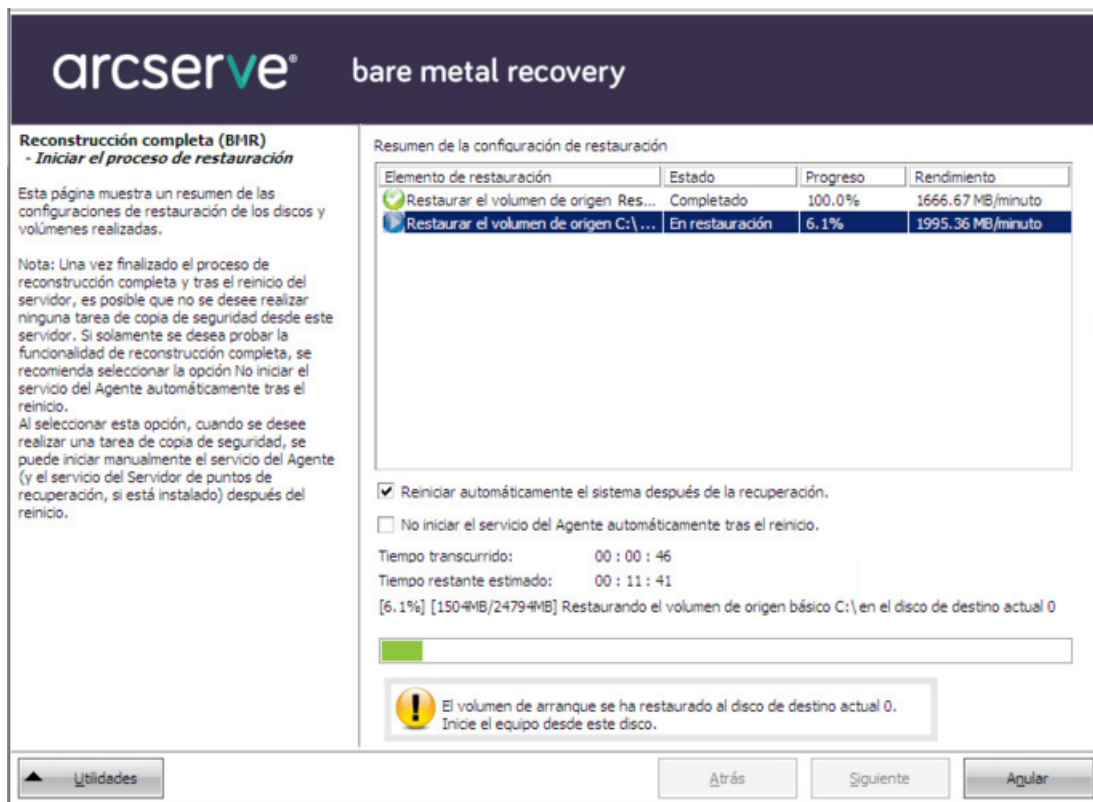 arcserve®
bare metal recovery
Reconstrucción completa (BMR)
- Iniciar el proceso de restauración
Esta página muestra un resumen de las
configuraciones de restauración de los discos y
volúmenes realizadas.
Nota: Una vez finalizado el proceso de
reconstrucción completa y tras el reinicio del
servidor, es posible que no se desee realizar
ninguna tarea de copia de seguridad desde este
servidor. Si solamente se desea probar la
funcionalidad de reconstrucción completa, se
recomienda seleccionar la opción No iniciar el
servicio del Agente automáticamente tras el
reinicio.
Al seleccionar esta opción, cuando se desee
realizar una tarea de copia de seguridad, se
puede iniciar manualmente el servicio del Agente
(y el servicio del Servidor de puntos de
recuperación, si está instalado) después del
reinicio.
Resumen de la configuración de restauración
Elemento de restauración Estado Progreso Rendimiento
Restaurar el volumen de origen Res... Completado 100.0% 1666.67 MB/minuto
Restaurar el volumen de origen C:\ ... En restauración 6.1% 1995.36 MB/minuto
Reiniciar automáticamente el sistema después de la recuperación.
No iniciar el servicio del Agente automáticamente tras el reinicio.
Tiempo transcurrido: 00 : 00 : 46
Tiempo restante estimado: 00 : 11 : 41
[6.1%] [1504MB/24794MB] Restaurando el volumen de origen básico C:\ en el disco de destino actual 0
El volumen de arranque se ha restaurado al disco de destino actual 0.
Inicie el equipo desde este disco.
Utilidades Atrás Siguiente Anular